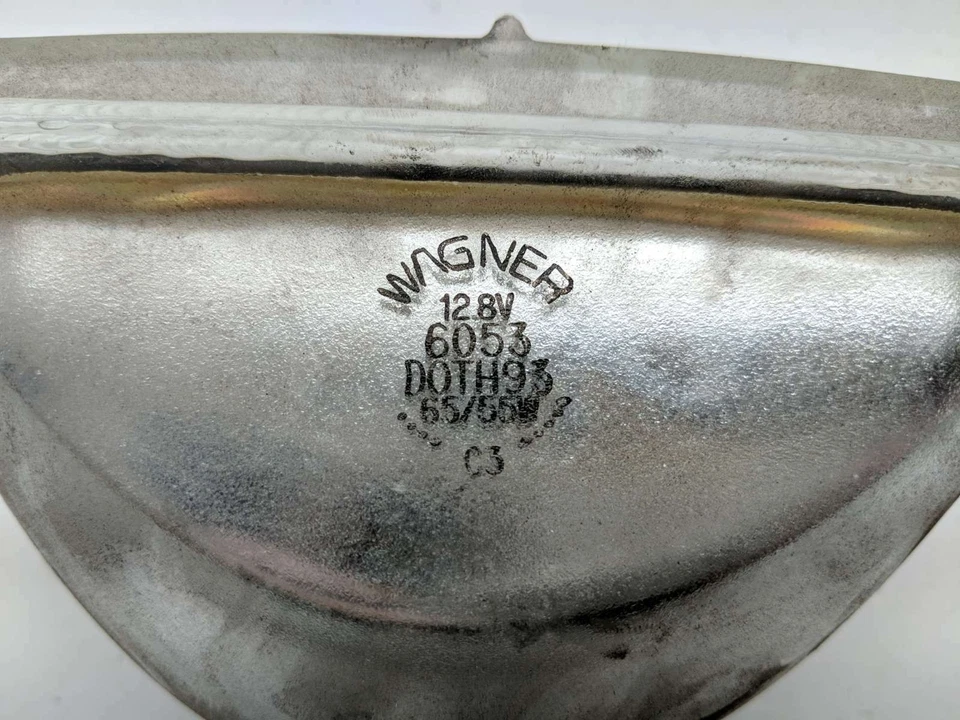 WAGNER
12.8V
6053
DOTH93
65/55W
C3